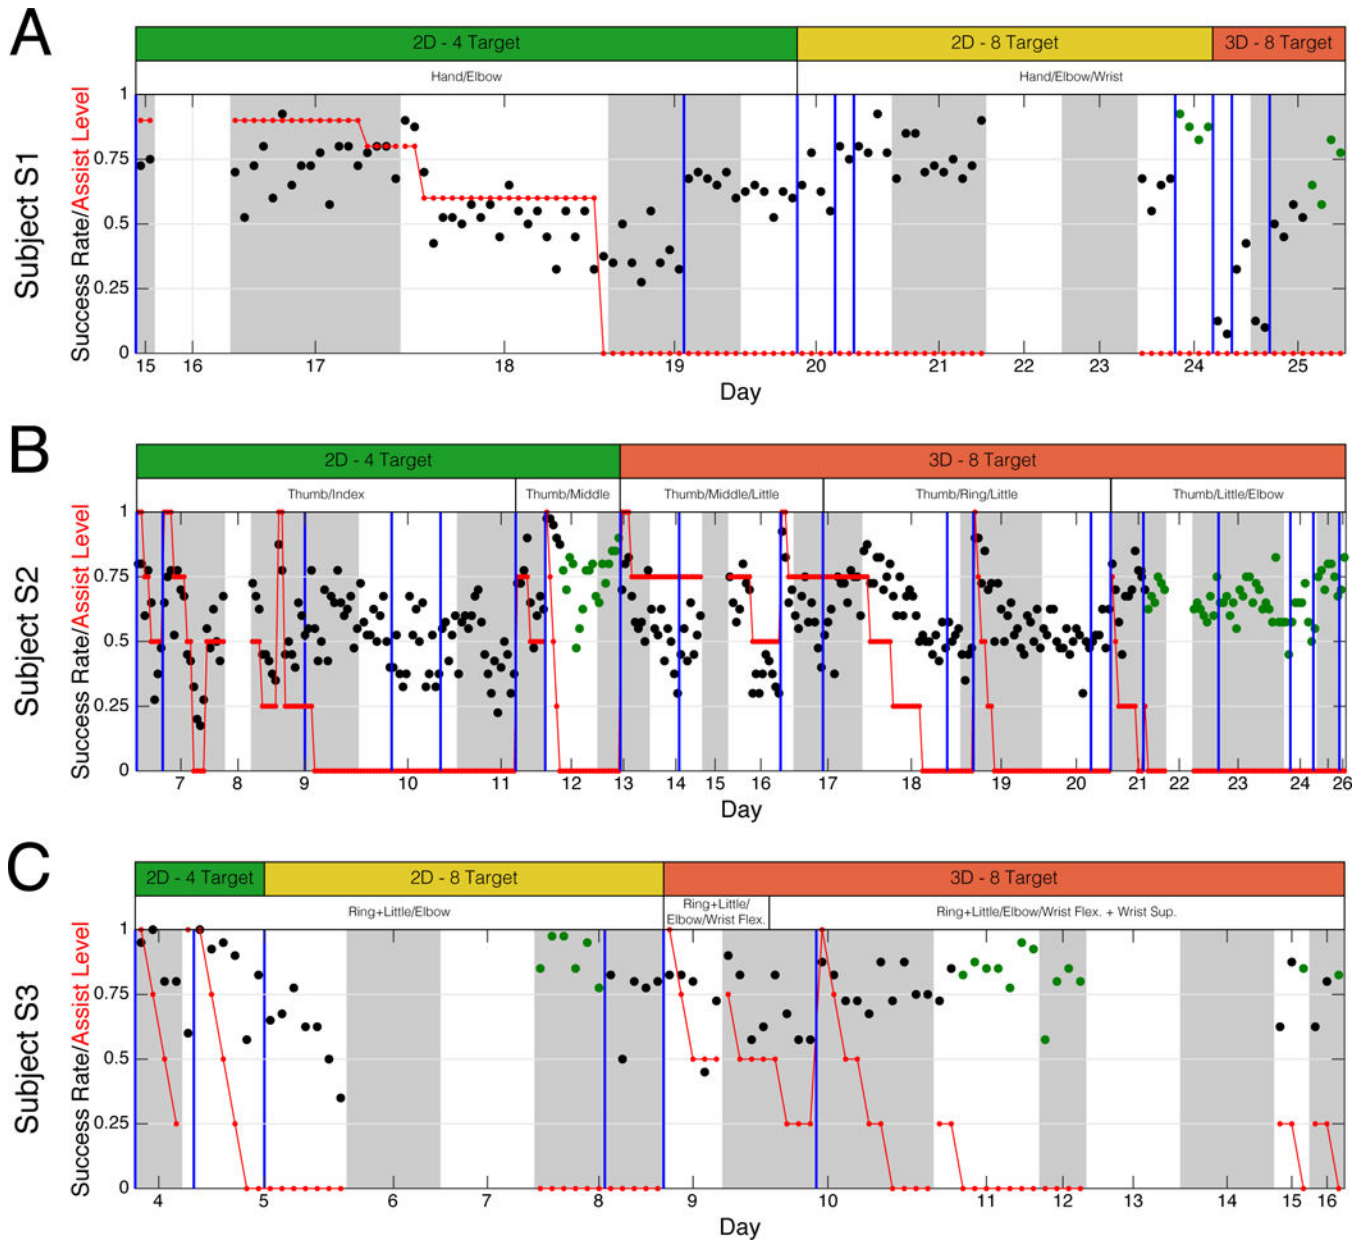 A
2D - 4 Target 2D - 8 Target 3D - 8 Target
Hand/Elbow Hand/Elbow/Wrist
Subject S1
Success Rate/Assist Level
1
0.75
0.5
0.25
0
15 16 17 18 19 20 21 22 23 24 25
Day
B
2D - 4 Target 3D - 8 Target
Thumb/Index Thumb/Middle Thumb/Middle/Little Thumb/Ring/Little Thumb/Little/Elbow
Subject S2
Success Rate/Assist Level
1
0.75
0.5
0.25
0
7 8 9 10 11 12 13 14 15 16 17 18 19 20 21 22 23 24 26
Day
C
2D - 4 Target 2D - 8 Target 3D - 8 Target
Ring+Little/Elbow Ring+Little/ Ring+Little/Elbow/Wrist Flex. + Wrist Sup.
Elbow/Wrist Flex.
Subject S3
Success Rate/Assist Level
1
0.75
0.5
0.25
0
4 5 6 7 8 9 10 11 12 13 14 15 16
Day